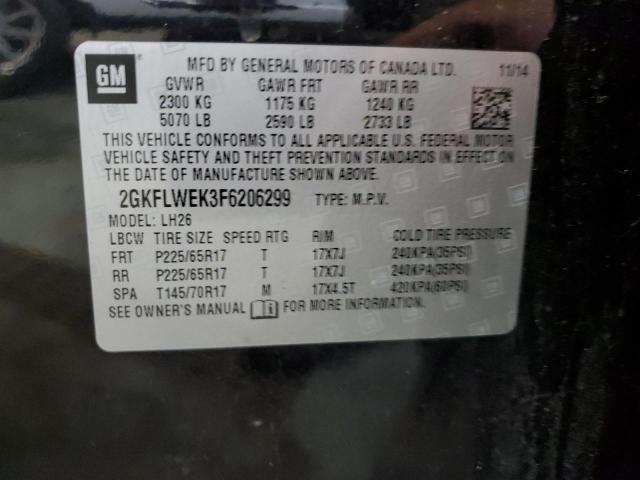 GM
MFD BY GENERAL MOTORS OF CANADA LTD. 11/14
GVWR GAWR FRT GAWR RR
2300 KG 1175 KG 1240 KG
5070 LB 2590 LB 2733 LB
THIS VEHICLE CONFORMS TO ALL APPLICABLE U.S. FEDERAL MOTOR
VEHICLE SAFETY AND THEFT PREVENTION STANDARDS IN EFFECT ON
THE DATE OF MANUFACTURE SHOWN ABOVE.
2GKFLWEK3F6206299 TYPE: M.P.V.
MODEL: LH26
LBCW TIRE SIZE SPEED RTG RIM COLD TIRE PRESSURE
FRT P225/65R17 T 17X7J 240KPA(35PSI)
RR P225/65R17 T 17X7J 240KPA(35PSI)
SPA T145/70R17 M 17X4.5T 420KPA(60PSI)
SEE OWNER'S MANUAL FOR MORE INFORMATION.